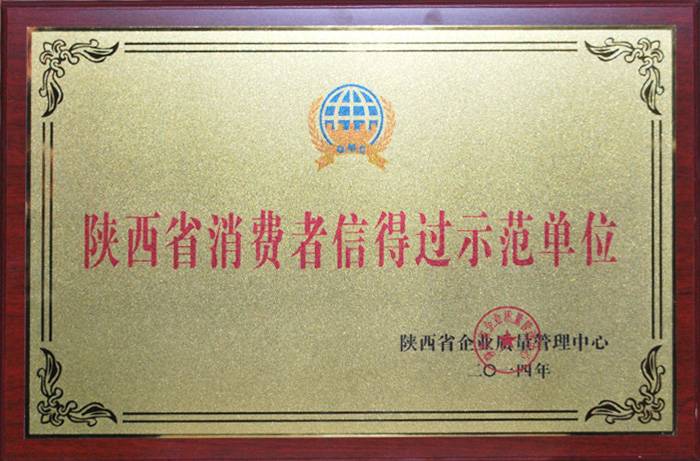 陕西省消费者信得过示范单位
陕西省企业质量管理中心
二〇一四年